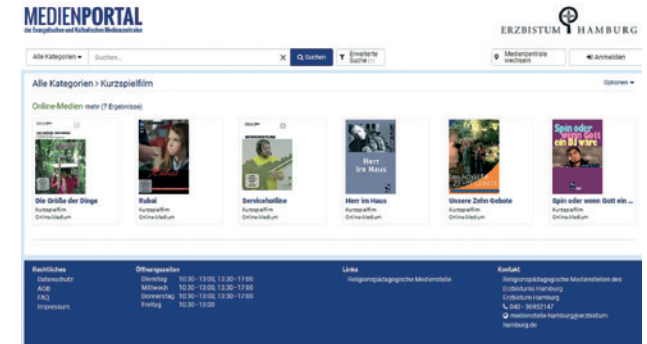 MEDIENPORTAL
der Evangelischen und Katholischen Medienzentralen
ERZBISTUM HAMBURG
Alle Kategorien
Suchen...
X
Suchen
Erweiterte Suche (1)
Medienzentrale wechseln
Anmelden
Alle Kategorien > Kurzspielfilm
Optionen
Online-Medien mehr (7 Ergebnisse)
Rubai
Herr
im Haus
UNSERE
ZEHN GEBOTE
Spin oder
wenn Gott
ein DJ wäre
Die Größe der Dinge
Kurzspielfilm
Online-Medium
Rubai
Kurzspielfilm
Online-Medium
Servicehotline
Kurzspielfilm
Online-Medium
Herr im Haus
Kurzspielfilm
Online-Medium
Unsere Zehn Gebote
Kurzspielfilm
Online-Medium
Spin oder wenn Gott ein ...
Kurzspielfilm
Online-Medium
Rechtliches
Datenschutz
AGB
FAQ
Impressum
Öffnungszeiten
Dienstag 10:30-13:00, 13:30-17:00
Mittwoch 10:30-13:00, 13:30-17:00
Donnerstag 10:30-13:00, 13:30-17:00
Freitag 10:30-13:00
Links
Religionspädagogische Medienstelle
Kontakt
Religionspädagogische Medienstellen des
Erzbistums Hamburg
Erzbistum Hamburg
040 - 36952147
medienstelle-hamburg@erzbistum-
hamburg.de